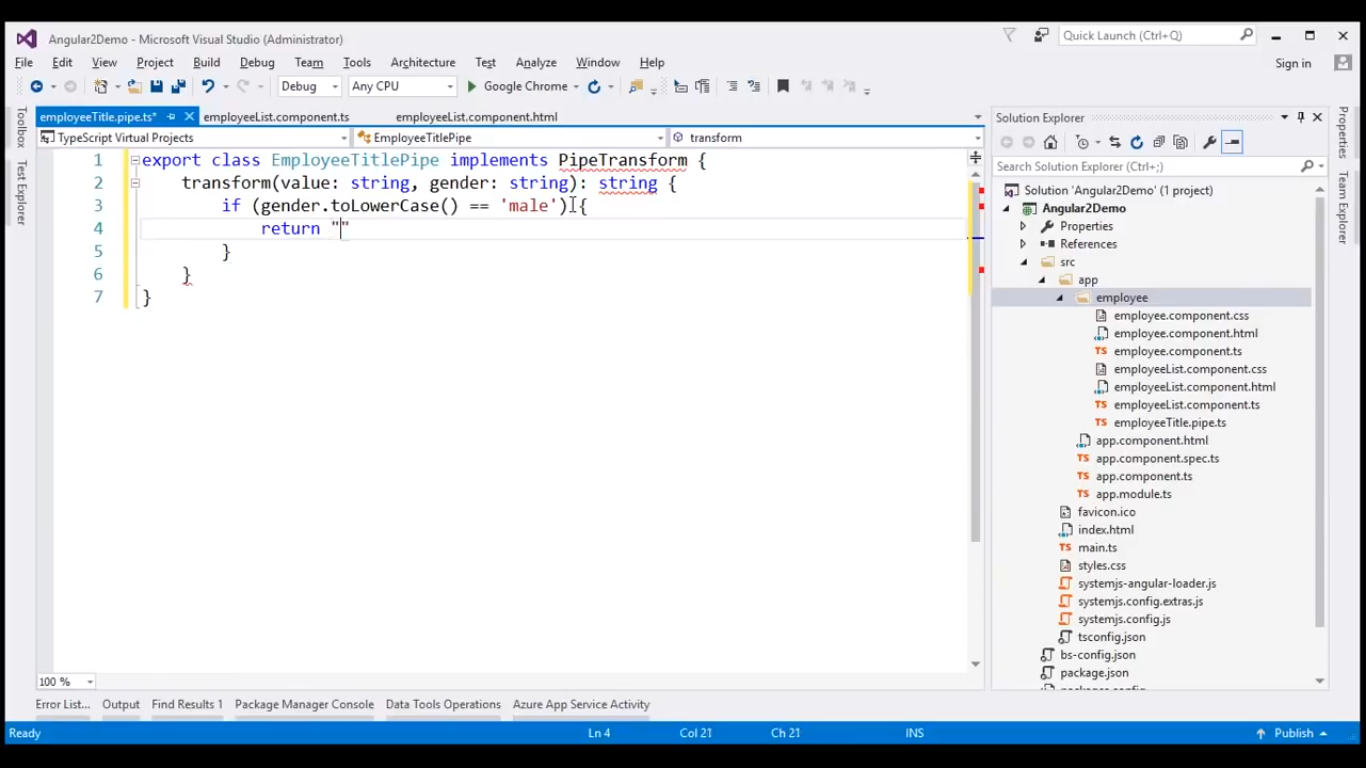 Angular2Demo - Microsoft Visual Studio (Administrator)
Quick Launch (Ctrl+Q)
File Edit View Project Build Debug Team Tools Architecture Test Analyze Window Help
Sign in
Debug Any CPU Google Chrome
Toolbox
Test Explorer
employeeTitle.pipe.ts* employeeList.component.ts employeeList.component.html
TypeScript Virtual Projects EmployeeTitlePipe transform
1 export class EmployeeTitlePipe implements PipeTransform {
2 transform(value: string, gender: string): string {
3 if (gender.toLowerCase() == 'male') {
4 return ""
5 }
6 }
7 }
100 %
Solution Explorer
Search Solution Explorer (Ctrl+;)
Solution 'Angular2Demo' (1 project)
Angular2Demo
Properties
References
src
app
employee
employee.component.css
employee.component.html
employee.component.ts
employeeList.component.css
employeeList.component.html
employeeList.component.ts
employeeTitle.pipe.ts
app.component.html
app.component.spec.ts
app.component.ts
app.module.ts
favicon.ico
index.html
main.ts
styles.css
systemjs-angular-loader.js
systemjs.config.extras.js
systemjs.config.js
tsconfig.json
bs-config.json
package.json
Properties
Team Explorer
Error List... Output Find Results 1 Package Manager Console Data Tools Operations Azure App Service Activity
Ready Ln 4 Col 21 Ch 21 INS Publish